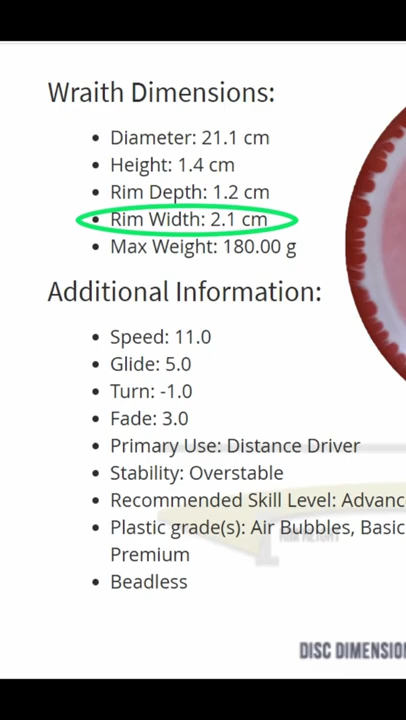 Wraith Dimensions:
• Diameter: 21.1 cm
• Height: 1.4 cm
• Rim Depth: 1.2 cm
• Rim Width: 2.1 cm
• Max Weight: 180.00 g
Additional Information:
• Speed: 11.0
• Glide: 5.0
• Turn: -1.0
• Fade: 3.0
• Primary Use: Distance Driver
• Stability: Overstable
• Recommended Skill Level: Advanc
• Plastic grade(s): Air Bubbles, Basic
Premium
• Beadless
RIM HEIGHT
DISC DIMENSIO